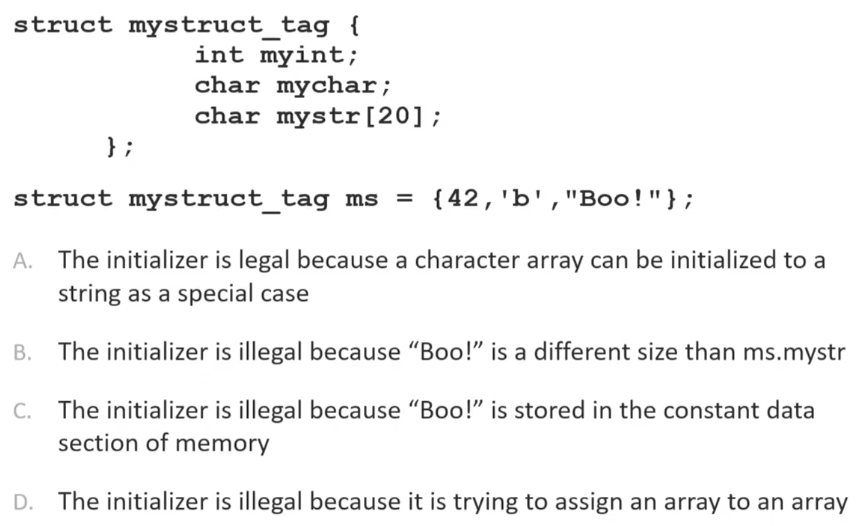 struct mystruct_tag {
int myint;
char mychar;
char mystr[20];
};
struct mystruct_tag ms = {42,'b',"Boo!"};
A. The initializer is legal because a character array can be initialized to a
string as a special case
B. The initializer is illegal because “Boo!” is a different size than ms.mystr
C. The initializer is illegal because “Boo!” is stored in the constant data
section of memory
D. The initializer is illegal because it is trying to assign an array to an array